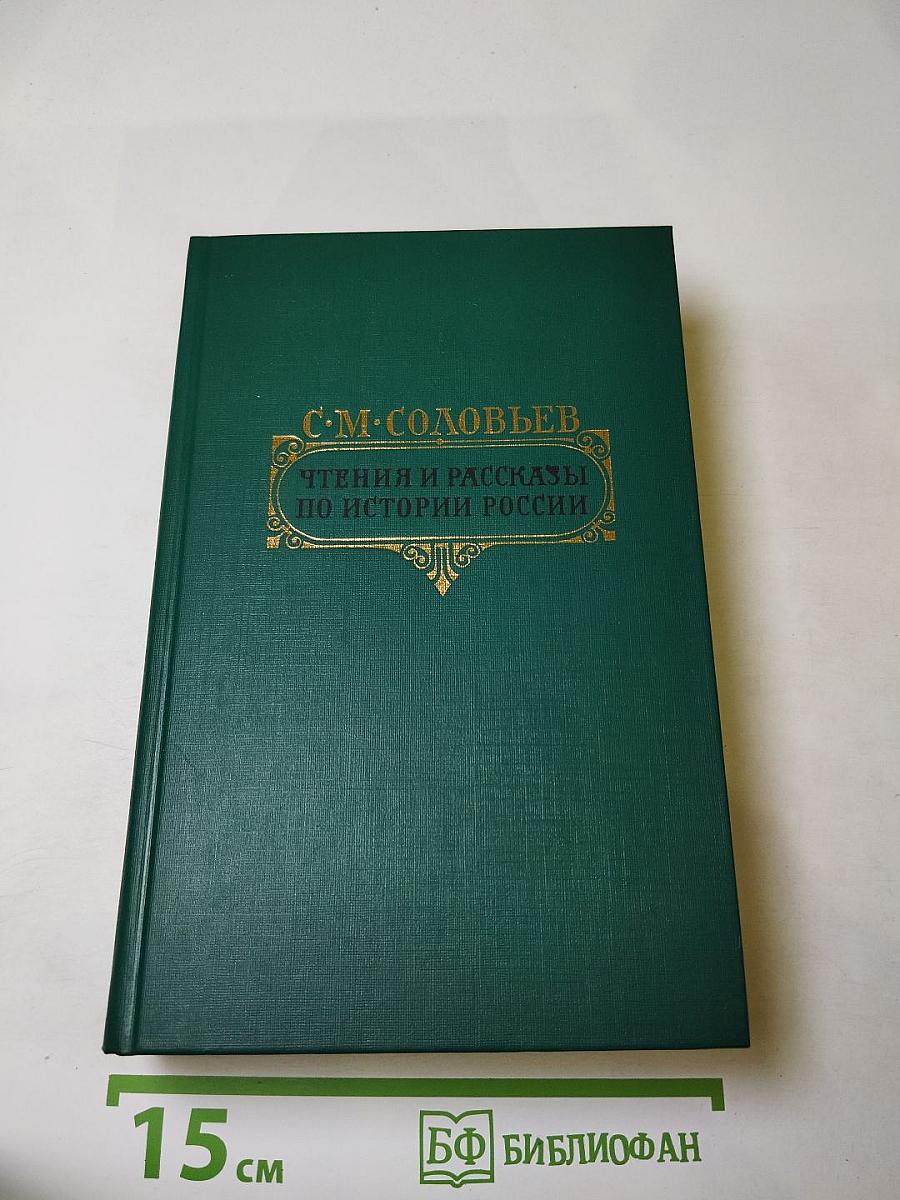 С·М·СОЛОВЬЕВ
ЧТЕНИЯ И РАССКАЗЫ
ПО ИСТОРИИ РОССИИ
15 см
БФ БИБЛИОФАН